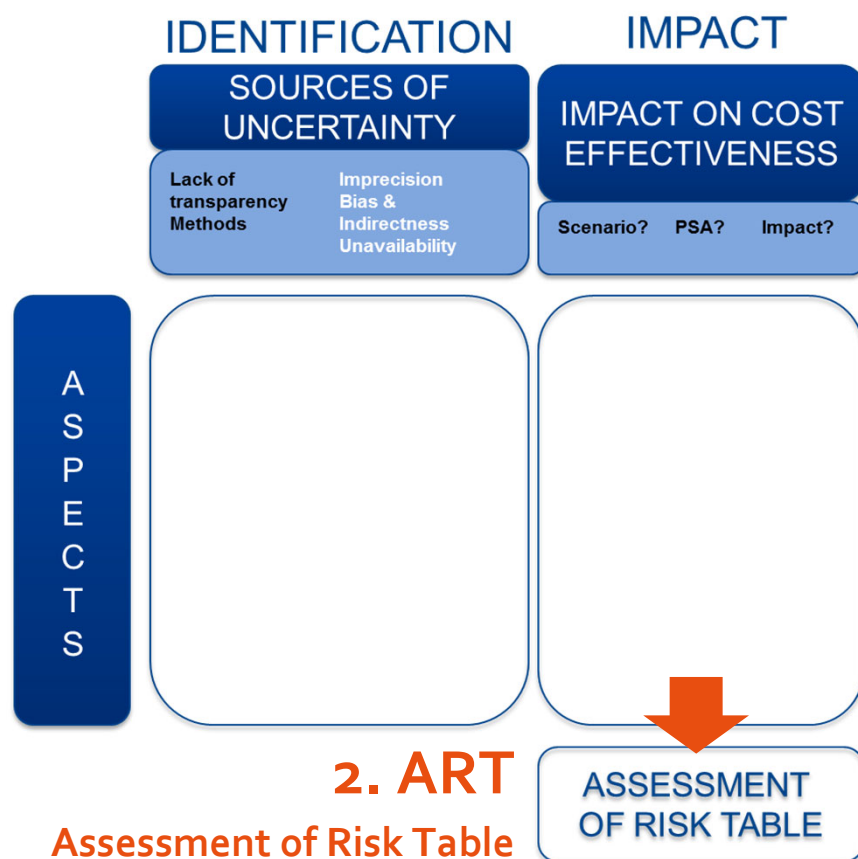 IDENTIFICATION
IMPACT
SOURCES OF
UNCERTAINTY
IMPACT ON COST
EFFECTIVENESS
Lack of
transparency
Methods
Imprecision
Bias &
Indirectness
Unavailability
Scenario?
PSA?
Impact?
ASPECTS
2. ART
Assessment of Risk Table
ASSESSMENT
OF RISK TABLE